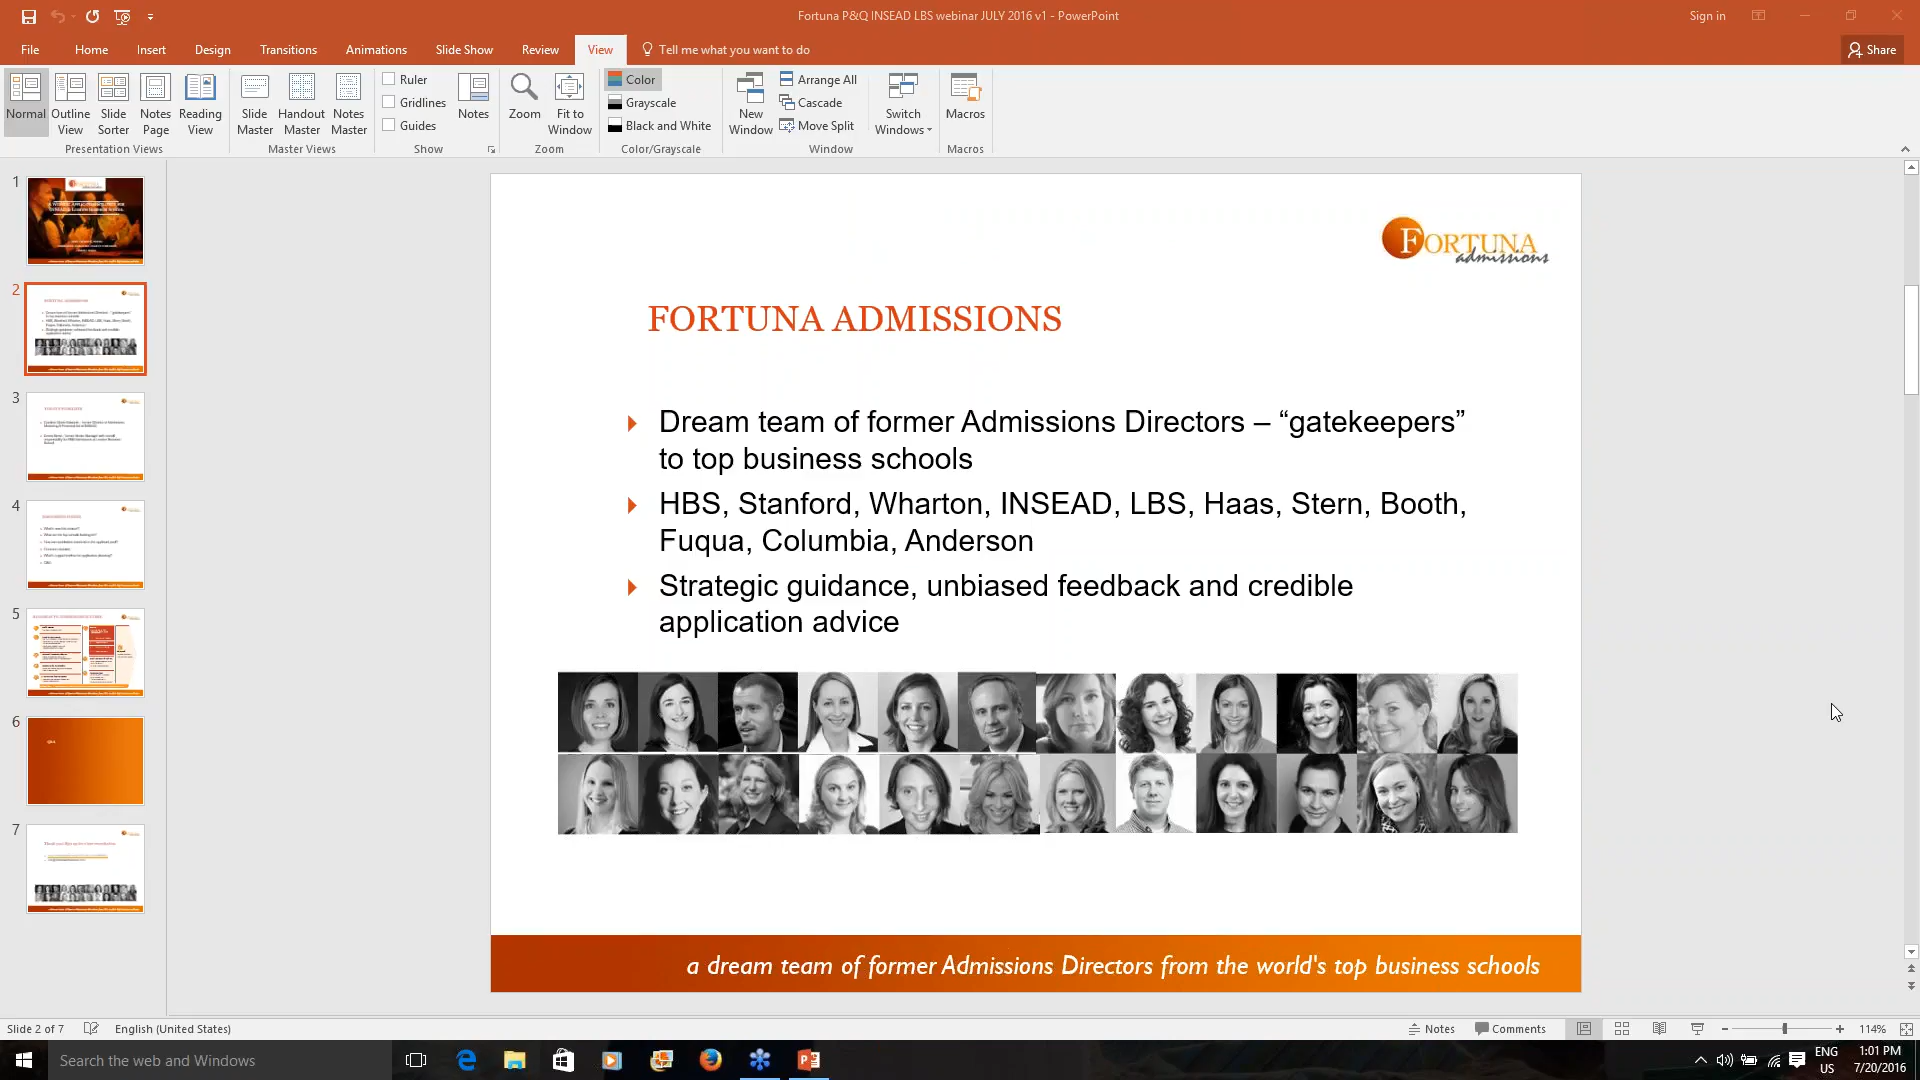 Fortuna P&Q INSEAD LBS webinar JULY 2016 v1 - PowerPoint
Sign in
File Home Insert Design Transitions Animations Slide Show Review View Tell me what you want to do Share
Normal Outline View Slide Sorter Notes Page Reading View
Presentation Views
Slide Master Handout Master Notes Master
Master Views
Ruler
Gridlines
Guides
Notes
Show
Zoom Fit to Window
Zoom
Color
Grayscale
Black and White
Color/Grayscale
New Window
Arrange All
Cascade
Move Split
Switch Windows
Window
Macros
Macros
1
2
3
4
5
6
7
FORTUNA
admissions
FORTUNA ADMISSIONS
Dream team of former Admissions Directors – “gatekeepers”
to top business schools
HBS, Stanford, Wharton, INSEAD, LBS, Haas, Stern, Booth,
Fuqua, Columbia, Anderson
Strategic guidance, unbiased feedback and credible
application advice
a dream team of former Admissions Directors from the world's top business schools
Slide 2 of 7 English (United States) Notes Comments 114%
Search the web and Windows
ENG
US
1:01 PM
7/20/2016